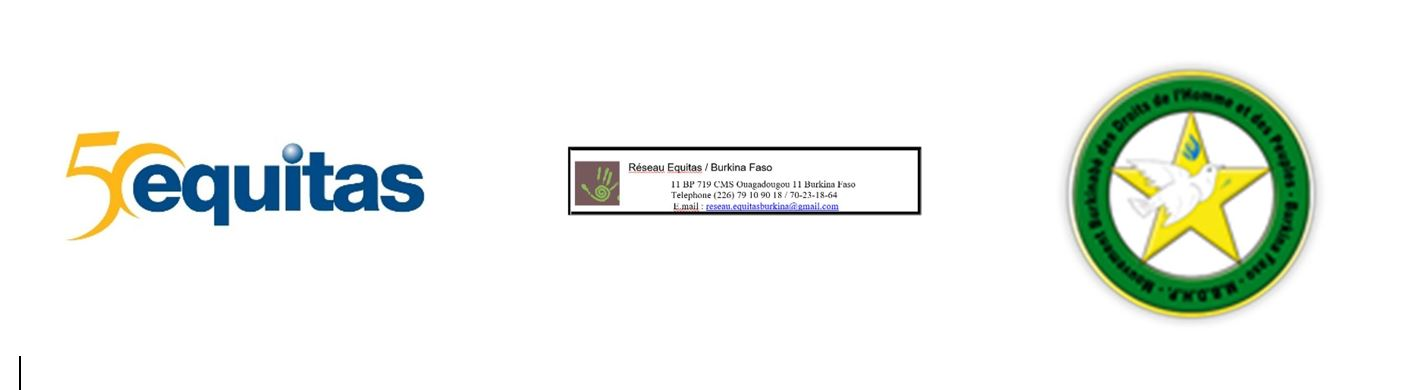 50 equitas
Réseau Equitas / Burkina Faso
11 BP 719 CMS Ouagadougou 11 Burkina Faso
Telephone (226) 79 10 90 18 / 70-23-18-64
E.mail : reseau.equitasburkina@gmail.com
Mouvement Burkinabè des Droits de l'Homme et des Peuples - Burkina Faso - M.B.D.H.P. -